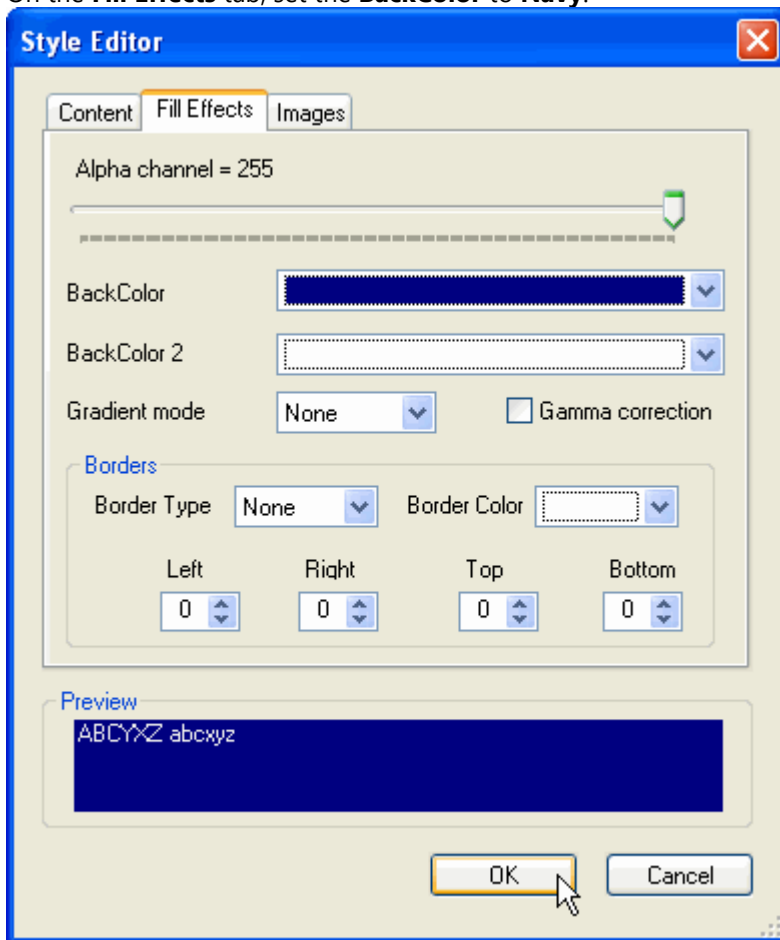 On the Fill Effects tab, set the BackColor to Navy.
Style Editor
Content Fill Effects Images
Alpha channel = 255
BackColor
BackColor 2
Gradient mode None Gamma correction
Borders
Border Type None Border Color
Left Right Top Bottom
0 0 0 0
Preview
ABCYXZ abcxyz
OK Cancel